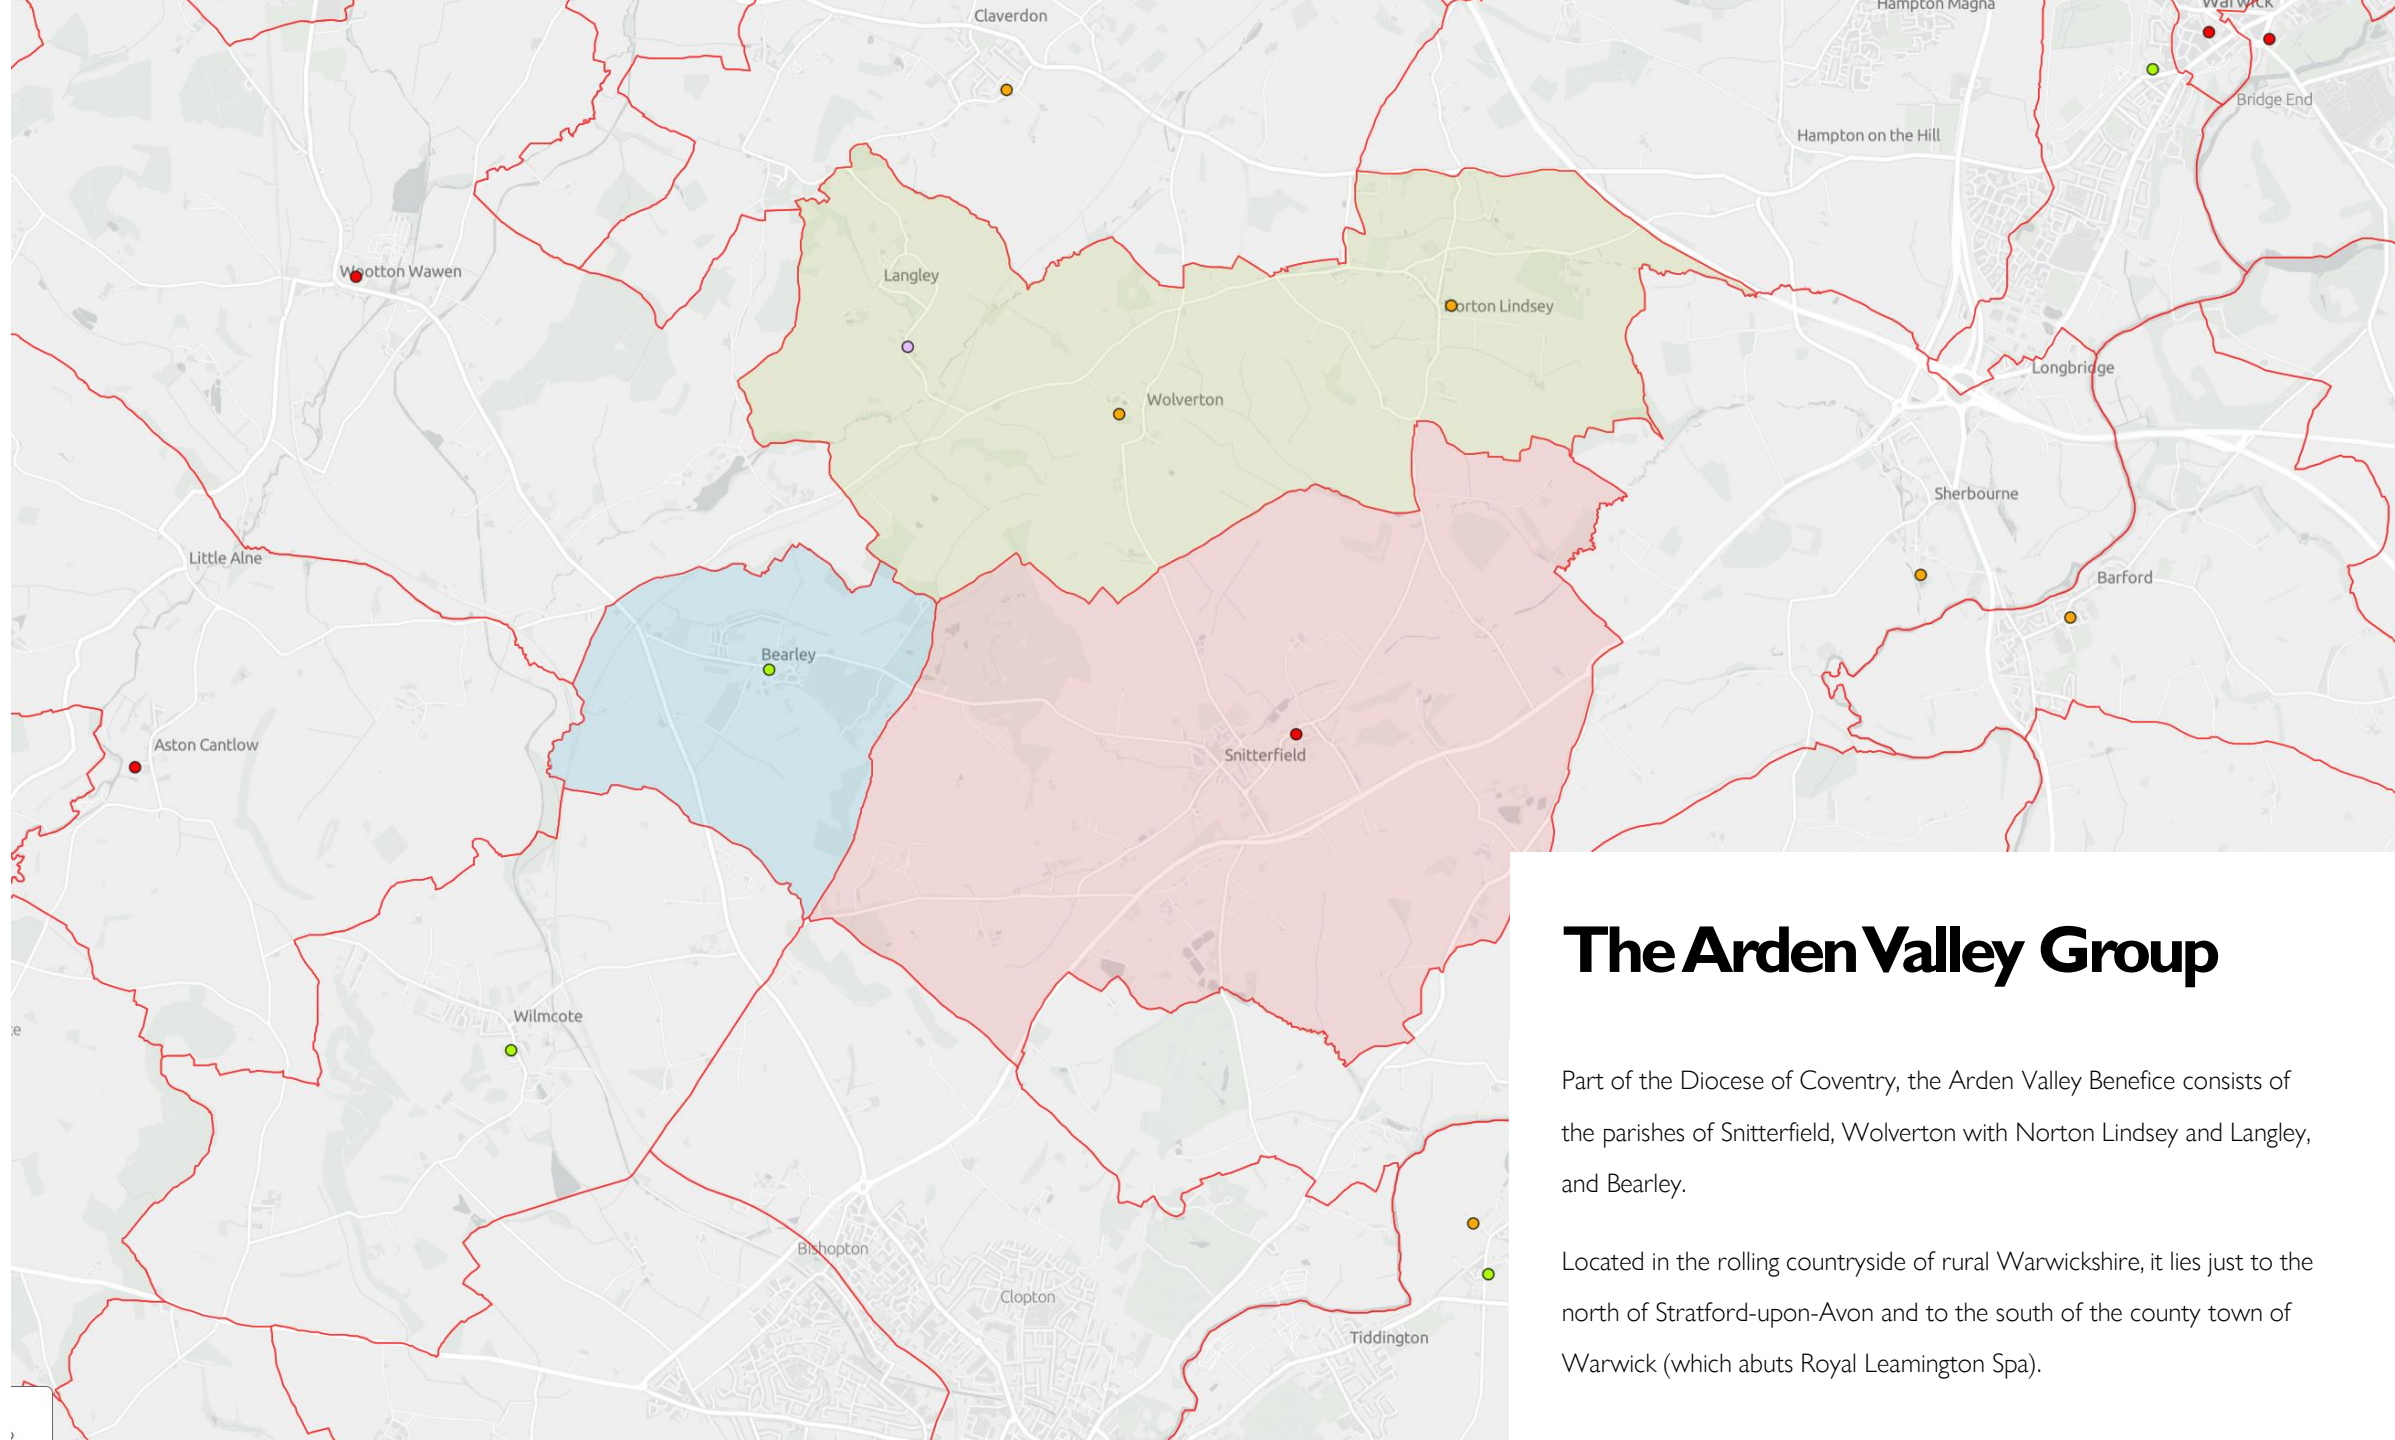 Claverdon
Hampton Magna
Warwick
Bridge End
Hampton on the Hill
Wootton Wawen
Langley
Norton Lindsey
Longbridge
Wolverton
Sherbourne
Little Alne
Barford
Bearley
Aston Cantlow
Snitterfield
Wilmcote
Bishopton
Clopton
Tiddington
The Arden Valley Group
Part of the Diocese of Coventry, the Arden Valley Benefice consists of
the parishes of Snitterfield, Wolverton with Norton Lindsey and Langley,
and Bearley.
Located in the rolling countryside of rural Warwickshire, it lies just to the
north of Stratford-upon-Avon and to the south of the county town of
Warwick (which abuts Royal Leamington Spa).